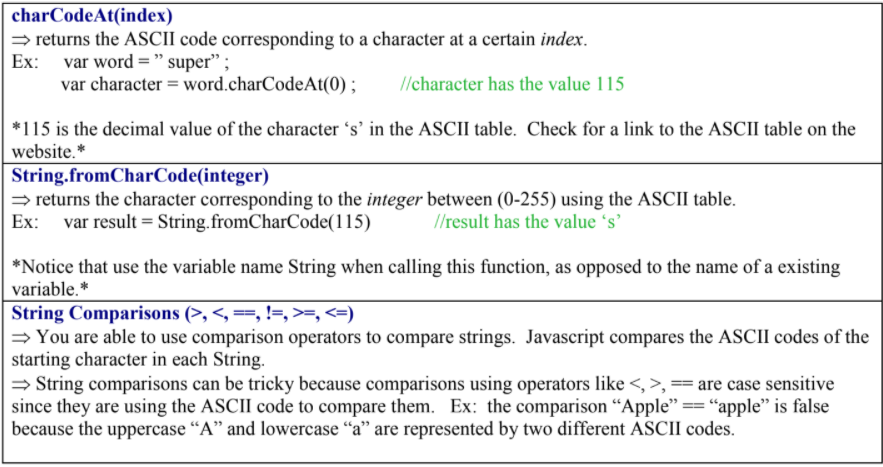 charCodeAt(index)
⇒ returns the ASCII code corresponding to a character at a certain index.
Ex: var word = ” super” ;
var character = word.charCodeAt(0) ; //character has the value 115
*115 is the decimal value of the character ‘s’ in the ASCII table. Check for a link to the ASCII table on the
website.*
String.fromCharCode(integer)
⇒ returns the character corresponding to the integer between (0-255) using the ASCII table.
Ex: var result = String.fromCharCode(115) //result has the value ‘s’
*Notice that use the variable name String when calling this function, as opposed to the name of a existing
variable.*
String Comparisons (>, <, ==, !=, >=, <=)
⇒ You are able to use comparison operators to compare strings. Javascript compares the ASCII codes of the
starting character in each String.
⇒ String comparisons can be tricky because comparisons using operators like <, >, == are case sensitive
since they are using the ASCII code to compare them. Ex: the comparison “Apple” == “apple” is false
because the uppercase “A” and lowercase “a” are represented by two different ASCII codes.